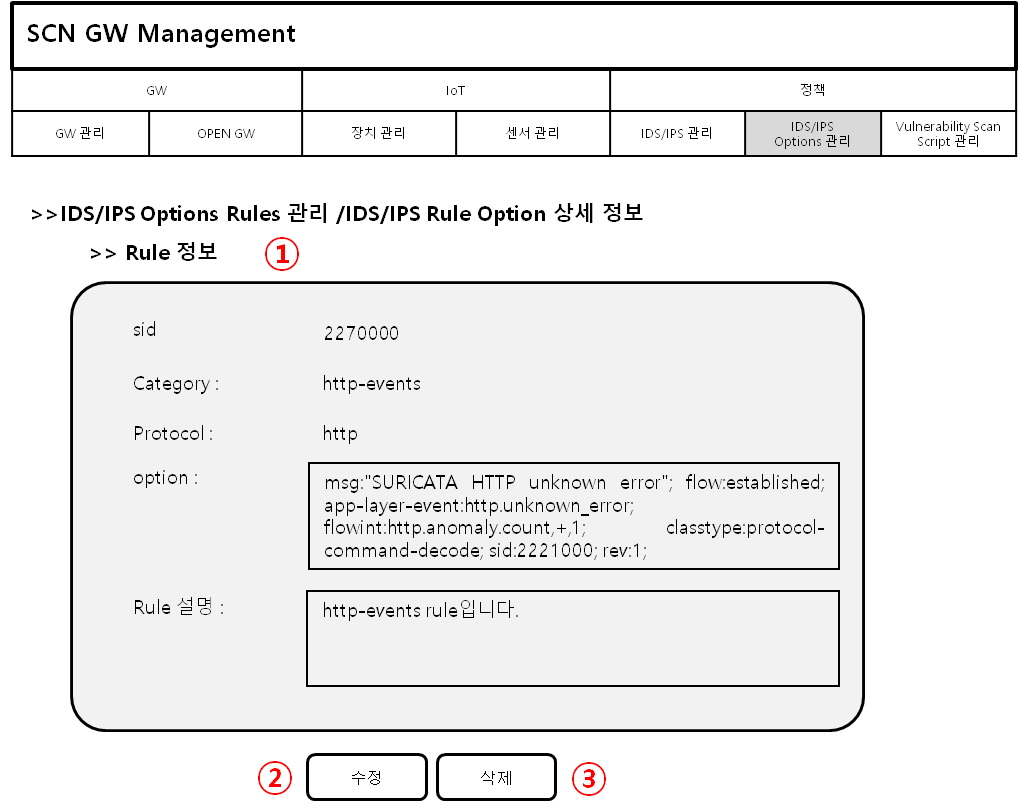 SCN GW Management
GW IoT 정책
GW 관리 OPEN GW 장치 관리 센서 관리 IDS/IPS 관리 IDS/IPS Options 관리 Vulnerability Scan Script 관리
>>IDS/IPS Options Rules 관리 /IDS/IPS Rule Option 상세 정보
>> Rule 정보 ①
sid 2270000
Category : http-events
Protocol : http
option : msg:"SURICATA HTTP unknown error"; flow:established;
app-layer-event:http.unknown_error;
flowint:http.anomaly.count,+,1; classtype:protocol-
command-decode; sid:2221000; rev:1;
Rule 설명 : http-events rule입니다.
② 수정 삭제 ③